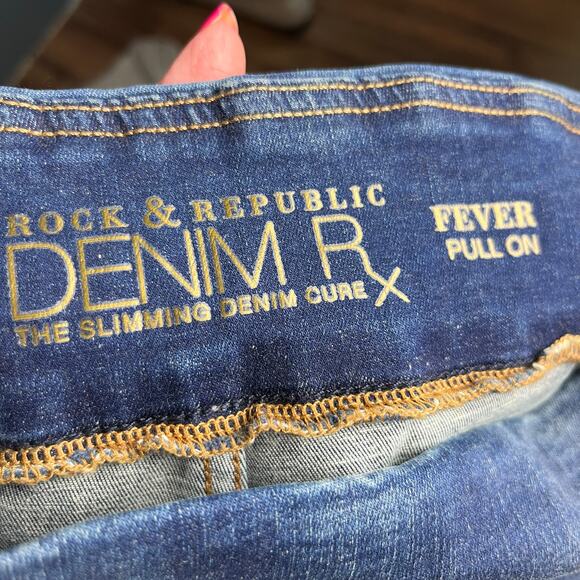 ROCK & REPUBLIC
DENIM Rx
THE SLIMMING DENIM CURE
FEVER
PULL ON